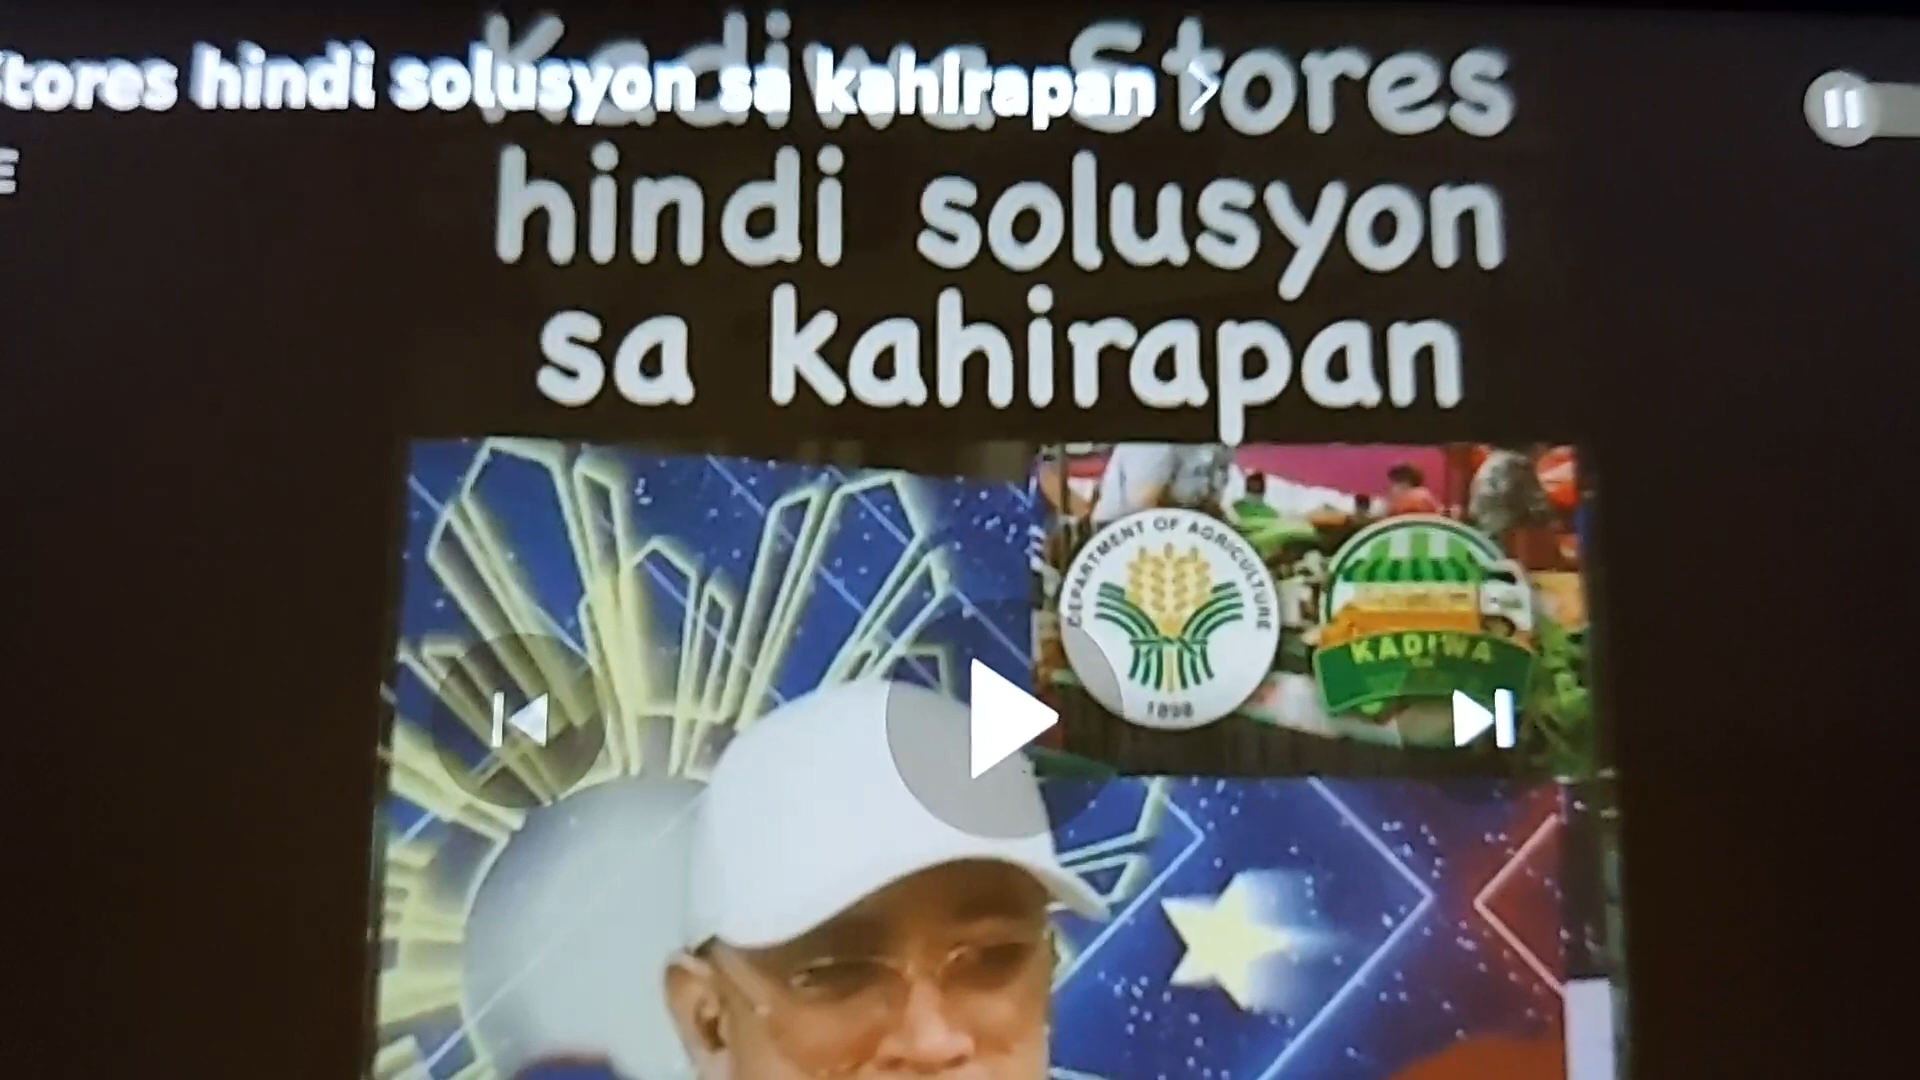 Stores hindi solusyon sa kahirapan
Kadiwa Stores
hindi solusyon
sa kahirapan
DEPARTMENT OF AGRICULTURE
1898
KADIWA